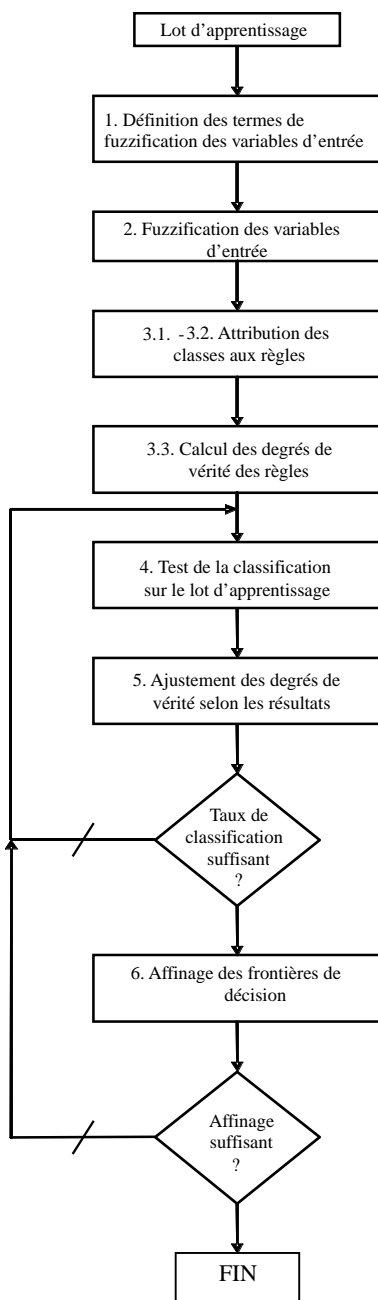 Lot d'apprentissage
1. Définition des termes de
fuzzification des variables d'entrée
2. Fuzzification des variables
d'entrée
3.1. -3.2. Attribution des
classes aux règles
3.3. Calcul des degrés de
vérité des règles
4. Test de la classification
sur le lot d'apprentissage
5. Ajustement des degrés de
vérité selon les résultats
Taux de
classification
suffisant
?
6. Affinage des frontières de
décision
Affinage
suffisant
?
FIN